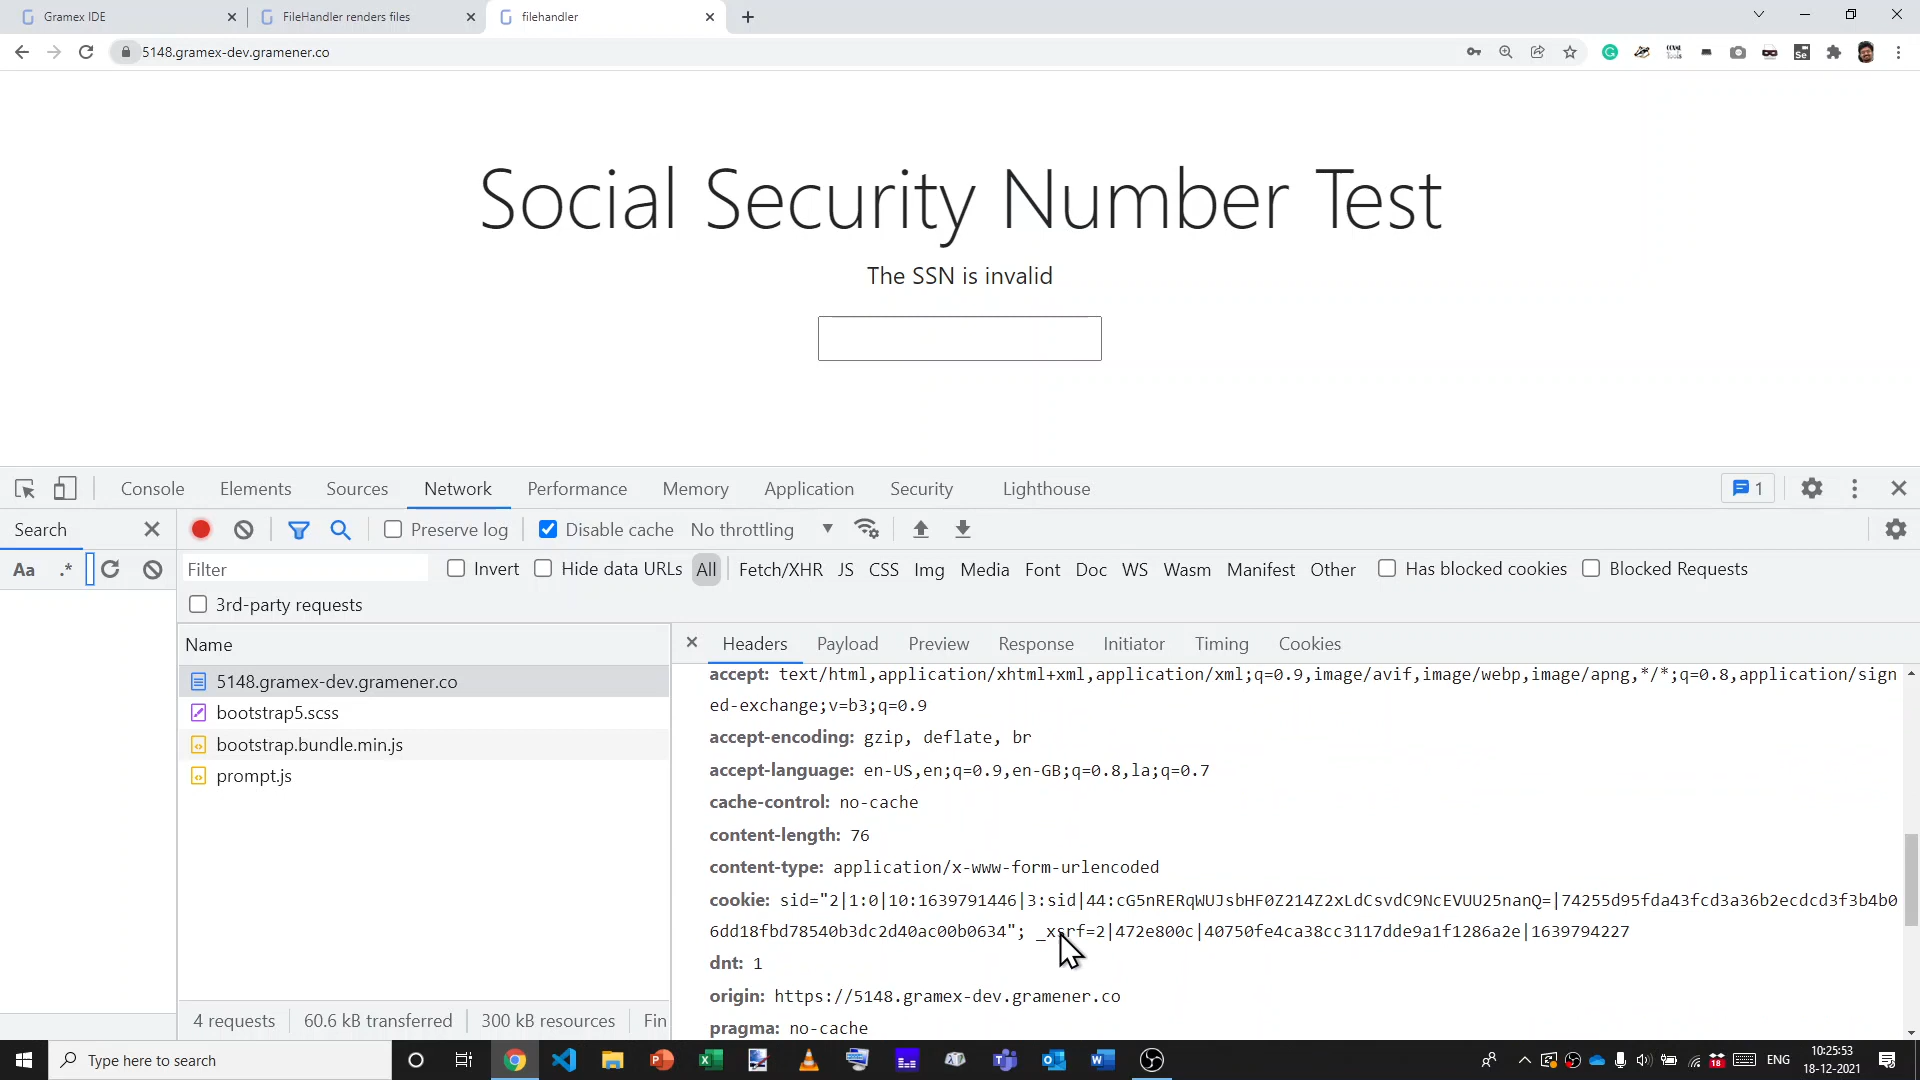 Gramex IDE
FileHandler renders files
filehandler
5148.gramex-dev.gramener.co
Social Security Number Test
The SSN is invalid
Console Elements Sources Network Performance Memory Application Security Lighthouse 1
Search
Preserve log Disable cache No throttling
Aa .*
Filter Invert Hide data URLs All Fetch/XHR JS CSS Img Media Font Doc WS Wasm Manifest Other Has blocked cookies Blocked Requests
3rd-party requests
Name
Headers Payload Preview Response Initiator Timing Cookies
5148.gramex-dev.gramener.co
bootstrap5.scss
bootstrap.bundle.min.js
prompt.js
accept: text/html,application/xhtml+xml,application/xml;q=0.9,image/avif,image/webp,image/apng,*/*;q=0.8,application/sign
ed-exchange;v=b3;q=0.9
accept-encoding: gzip, deflate, br
accept-language: en-US,en;q=0.9,en-GB;q=0.8,la;q=0.7
cache-control: no-cache
content-length: 76
content-type: application/x-www-form-urlencoded
cookie: sid="2|1:0|10:1639791446|3:sid|44:cG5nRERqWUJsbHF0Z214Z2xLdCsvdC9NcEVUU25nanQ=|74255d95fda43fcd3a36b2ecdcd3f3b4b0
6dd18fbd78540b3dc2d40ac00b0634"; _xsrf=2|472e800c|40750fe4ca38cc3117dde9a1f1286a2e|1639794227
dnt: 1
origin: https://5148.gramex-dev.gramener.co
pragma: no-cache
4 requests 60.6 kB transferred 300 kB resources Fin
Type here to search
ENG
10:25:53
18-12-2021